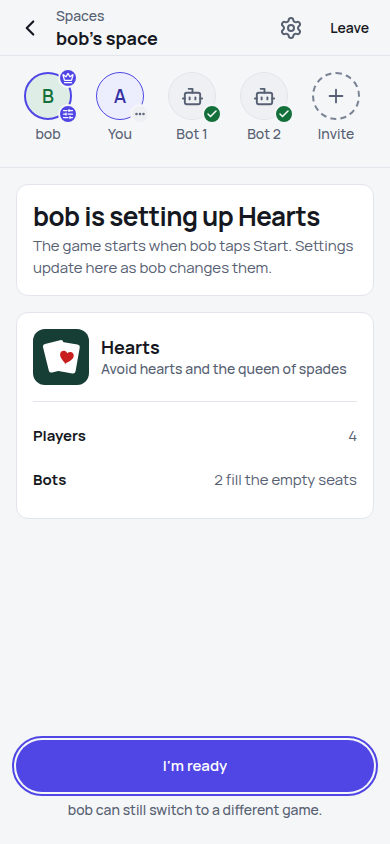 Spaces
bob's space
Leave
B
A
bob
You
Bot 1
Bot 2
Invite
bob is setting up Hearts
The game starts when bob taps Start. Settings
update here as bob changes them.
Hearts
Avoid hearts and the queen of spades
Players
4
Bots
2 fill the empty seats
I'm ready
bob can still switch to a different game.